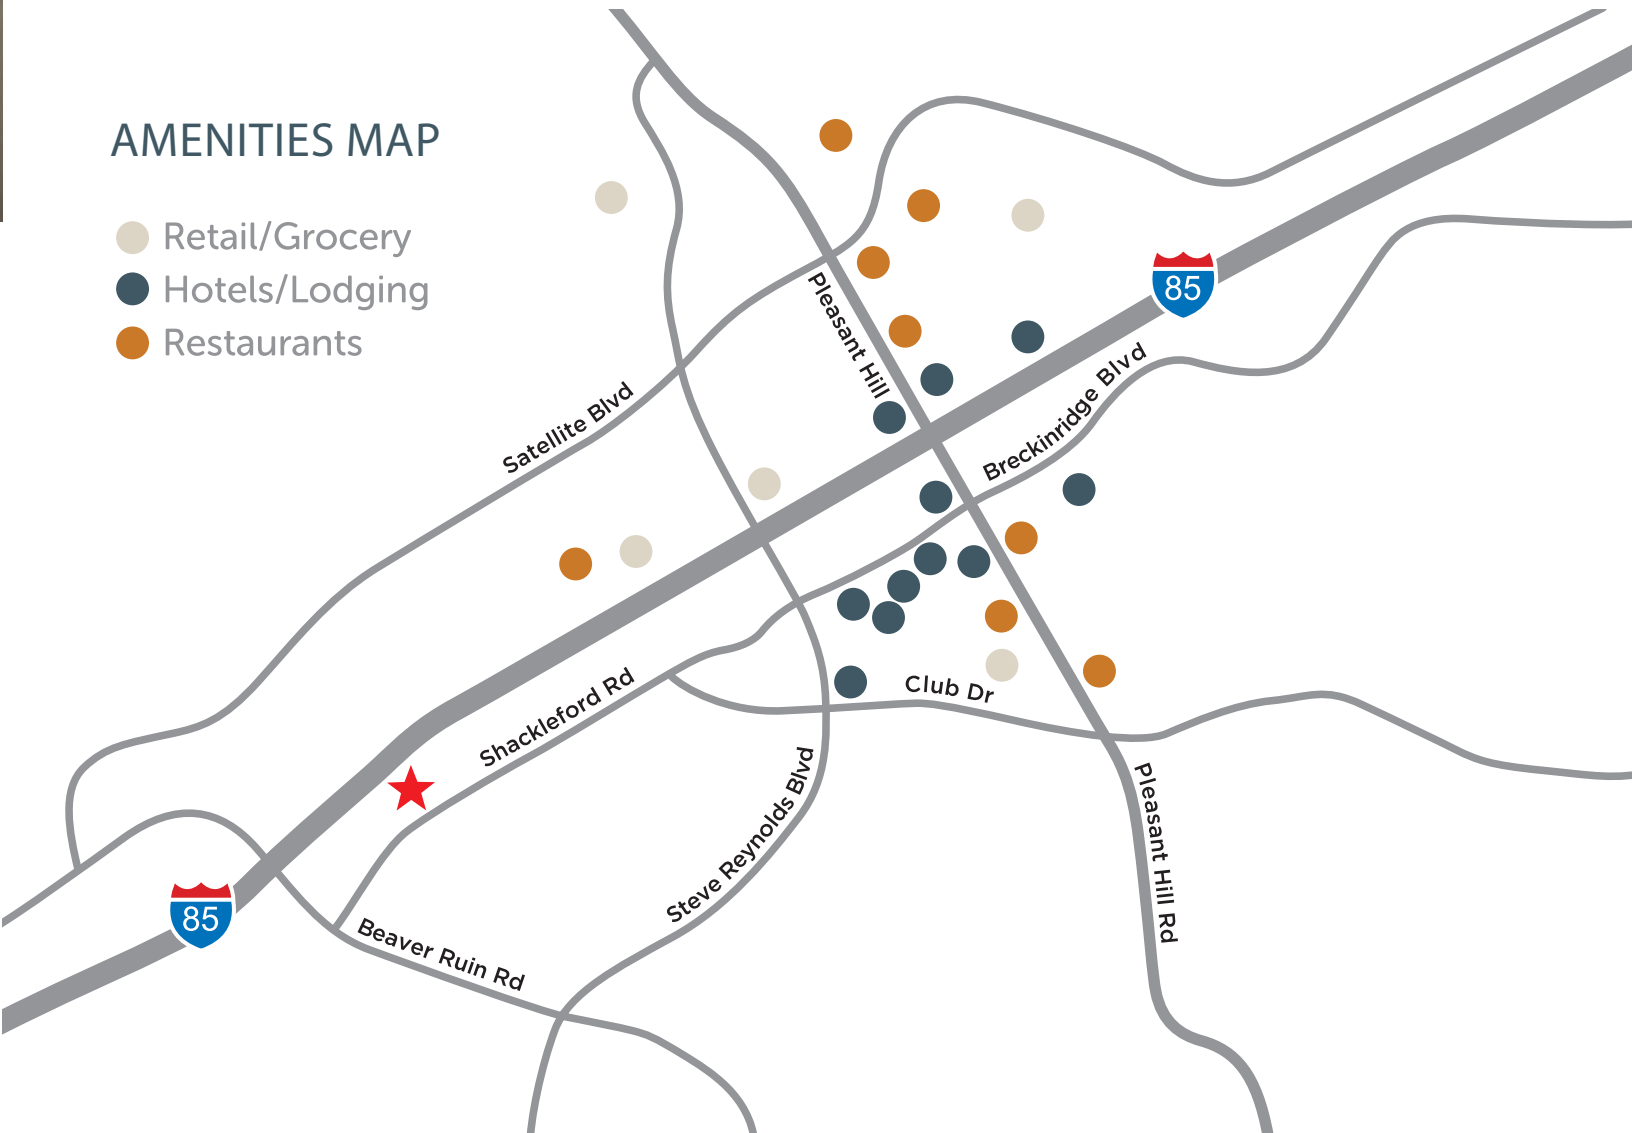 AMENITIES MAP
Retail/Grocery
Hotels/Lodging
Restaurants
85
Pleasant Hill
Breckinridge Blvd
Satellite Blvd
Shackleford Rd
Club Dr
Steve Reynolds Blvd
Pleasant Hill Rd
85
Beaver Ruin Rd